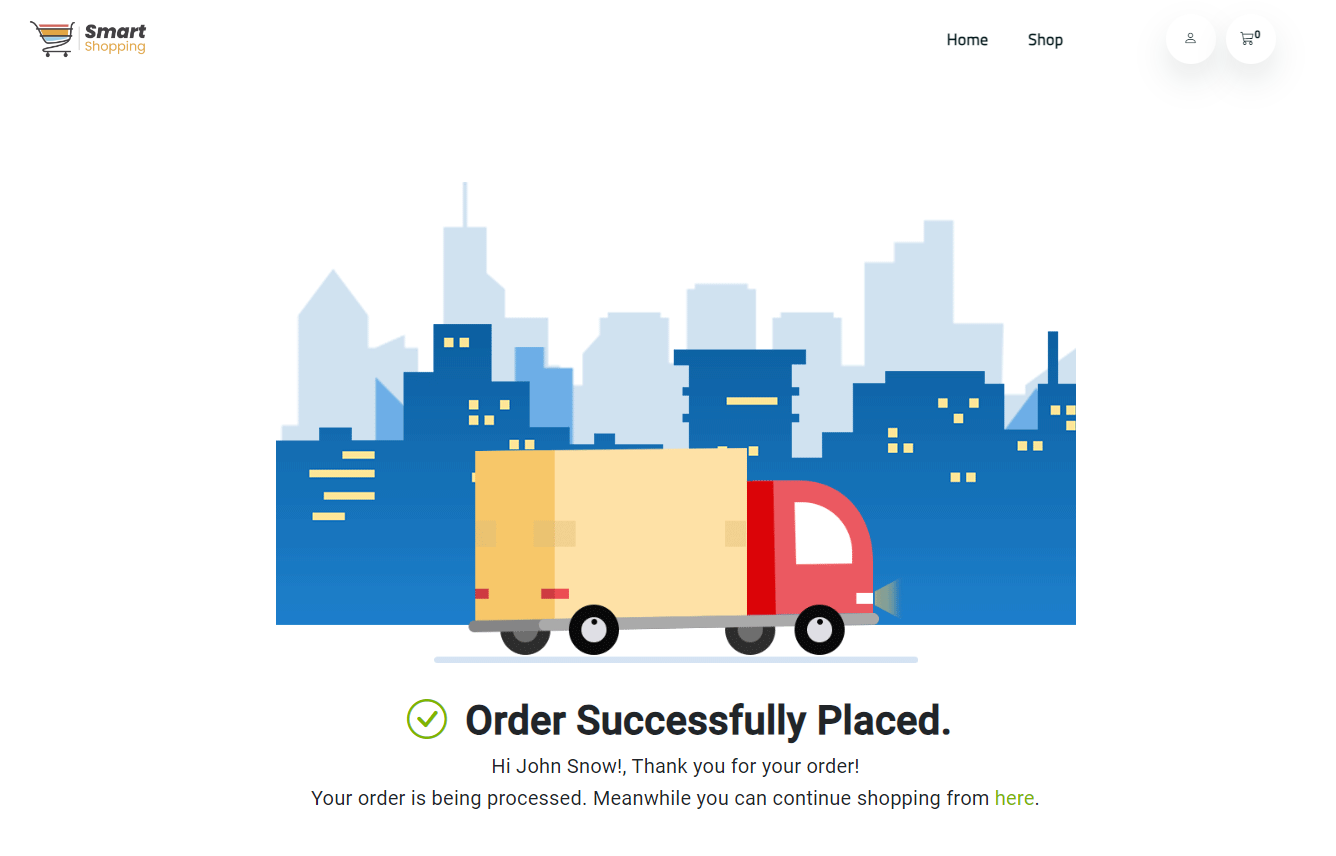 Smart
Shopping
Home
Shop
0
Order Successfully Placed.
Hi John Snow!, Thank you for your order!
Your order is being processed. Meanwhile you can continue shopping from here.